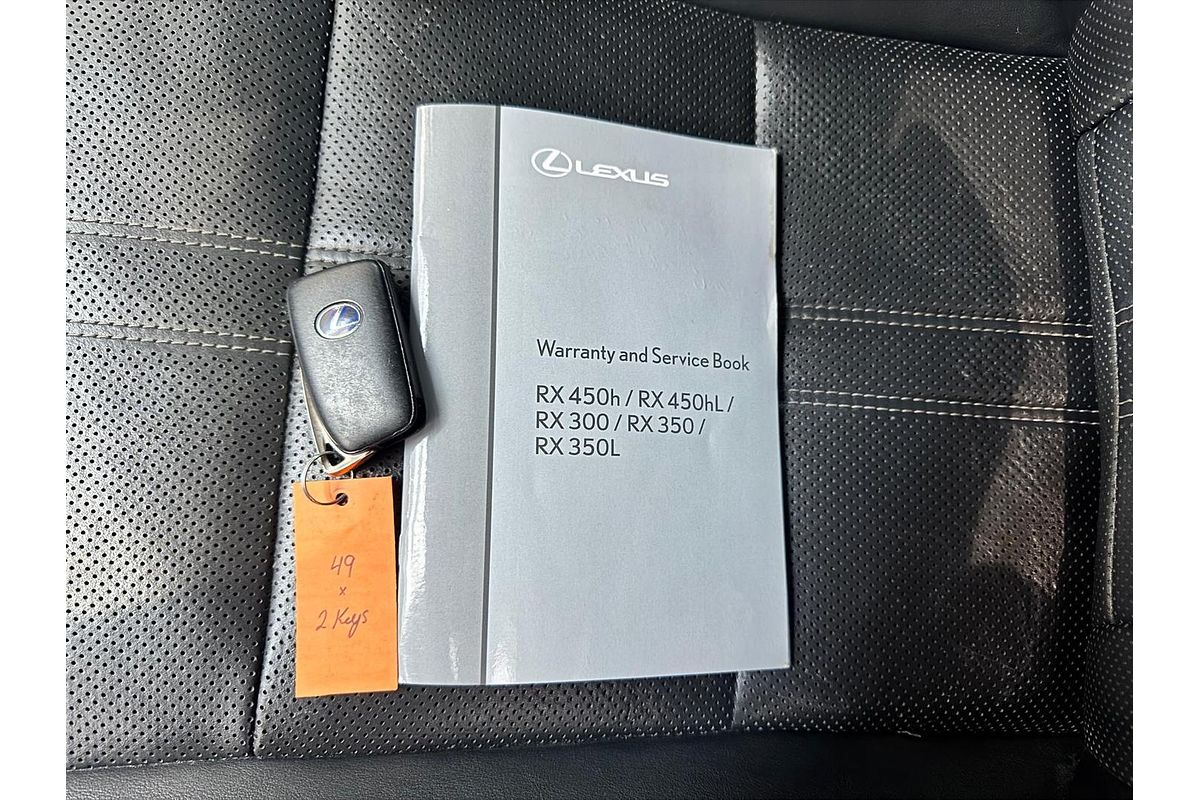 LEXUS
Warranty and Service Book
RX 450h / RX 450hL /
RX 300 / RX 350 /
RX 350L
49
x
2 Keys